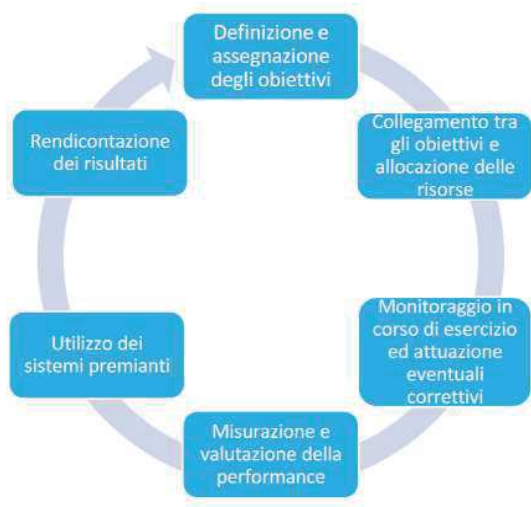 Definizione e
assegnazione
degli obiettivi
Collegamento tra
gli obiettivi e
allocazione delle
risorse
Monitoraggio in
corso di esercizio
ed attuazione
eventuali
correttivi
Misurazione e
valutazione della
performance
Utilizzo dei
sistemi premianti
Rendicontazione
dei risultati